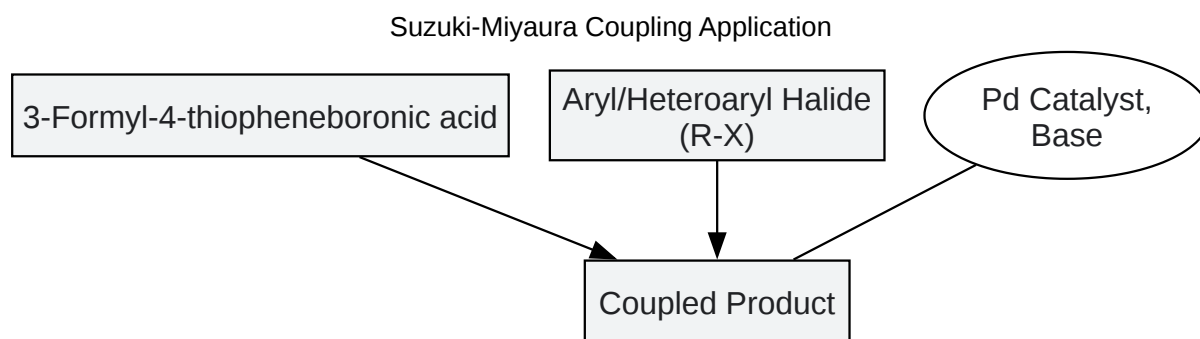 Suzuki-Miyaura Coupling Application
3-Formyl-4-thiopheneboronic acid
Aryl/Heteroaryl Halide
(R-X)
Pd Catalyst,
Base
Coupled Product